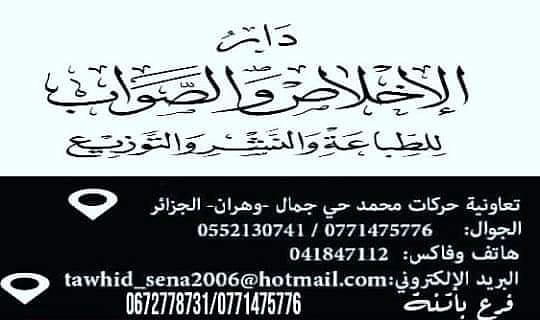 دار
الإخلاص والصواب
للطباعة والنشر والتوزيع
تعاونية حركات محمد حي جمال -وهران- الجزائر
الجوال: 0771475776 / 0552130741
هاتف وفاكس: 041847112
البريد الإلكتروني:tawhid_sena2006@hotmail.com
فرع باتنة 0672778731/0771475776